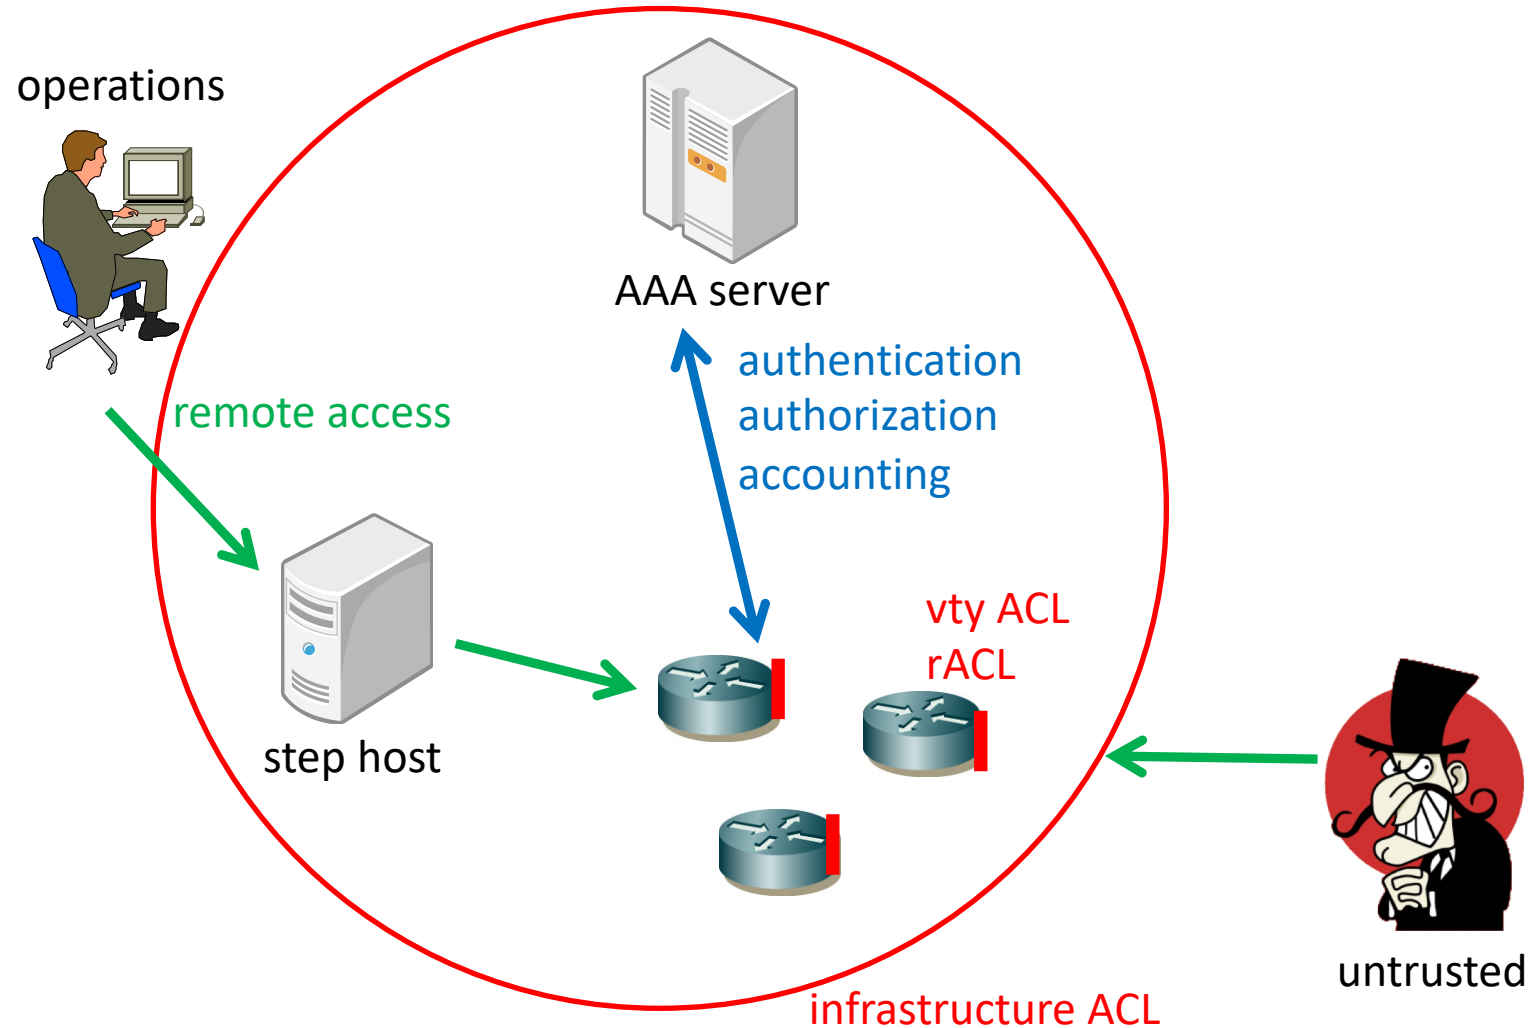 operations
AAA server
authentication
authorization
accounting
remote access
vty ACL
rACL
step host
untrusted
infrastructure ACL